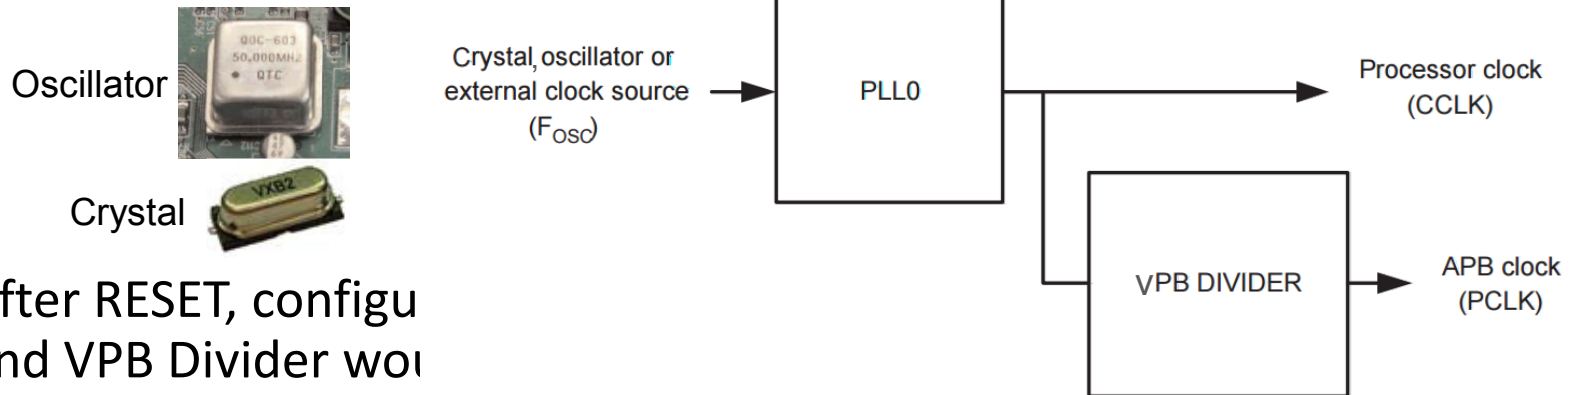 Oscillator
QOC-603
50.000MHz
QTC
Crystal
VXB2
Crystal, oscillator or
external clock source
(FOSC)
PLL0
Processor clock
(CCLK)
VPB DIVIDER
APB clock
(PCLK)
fter RESET, configu
nd VPB Divider wou